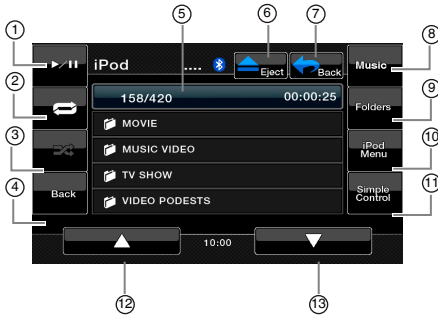 ⑤ ⑥ ⑦
① ⑧
iPod .... Eject Back Music
② 158/420 00:00:25 Folders ⑨
MOVIE
③ MUSIC VIDEO iPod Menu ⑩
TV SHOW
④ Back VIDEO PODESTS Simple Control ⑪
10:00
⑫ ⑬